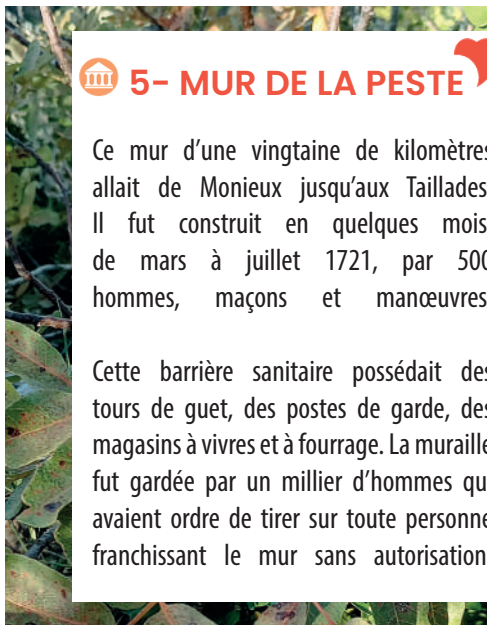 5- MUR DE LA PESTE
Ce mur d'une vingtaine de kilomètres
allait de Monieux jusqu'aux Taillades
Il fut construit en quelques mois
de mars à juillet 1721, par 500
hommes, maçons et manœuvres
Cette barrière sanitaire possédait des
tours de guet, des postes de garde, des
magasins à vivres et à fourrage. La muraille
fut gardée par un millier d'hommes qu
avaient ordre de tirer sur toute personne
franchissant le mur sans autorisation